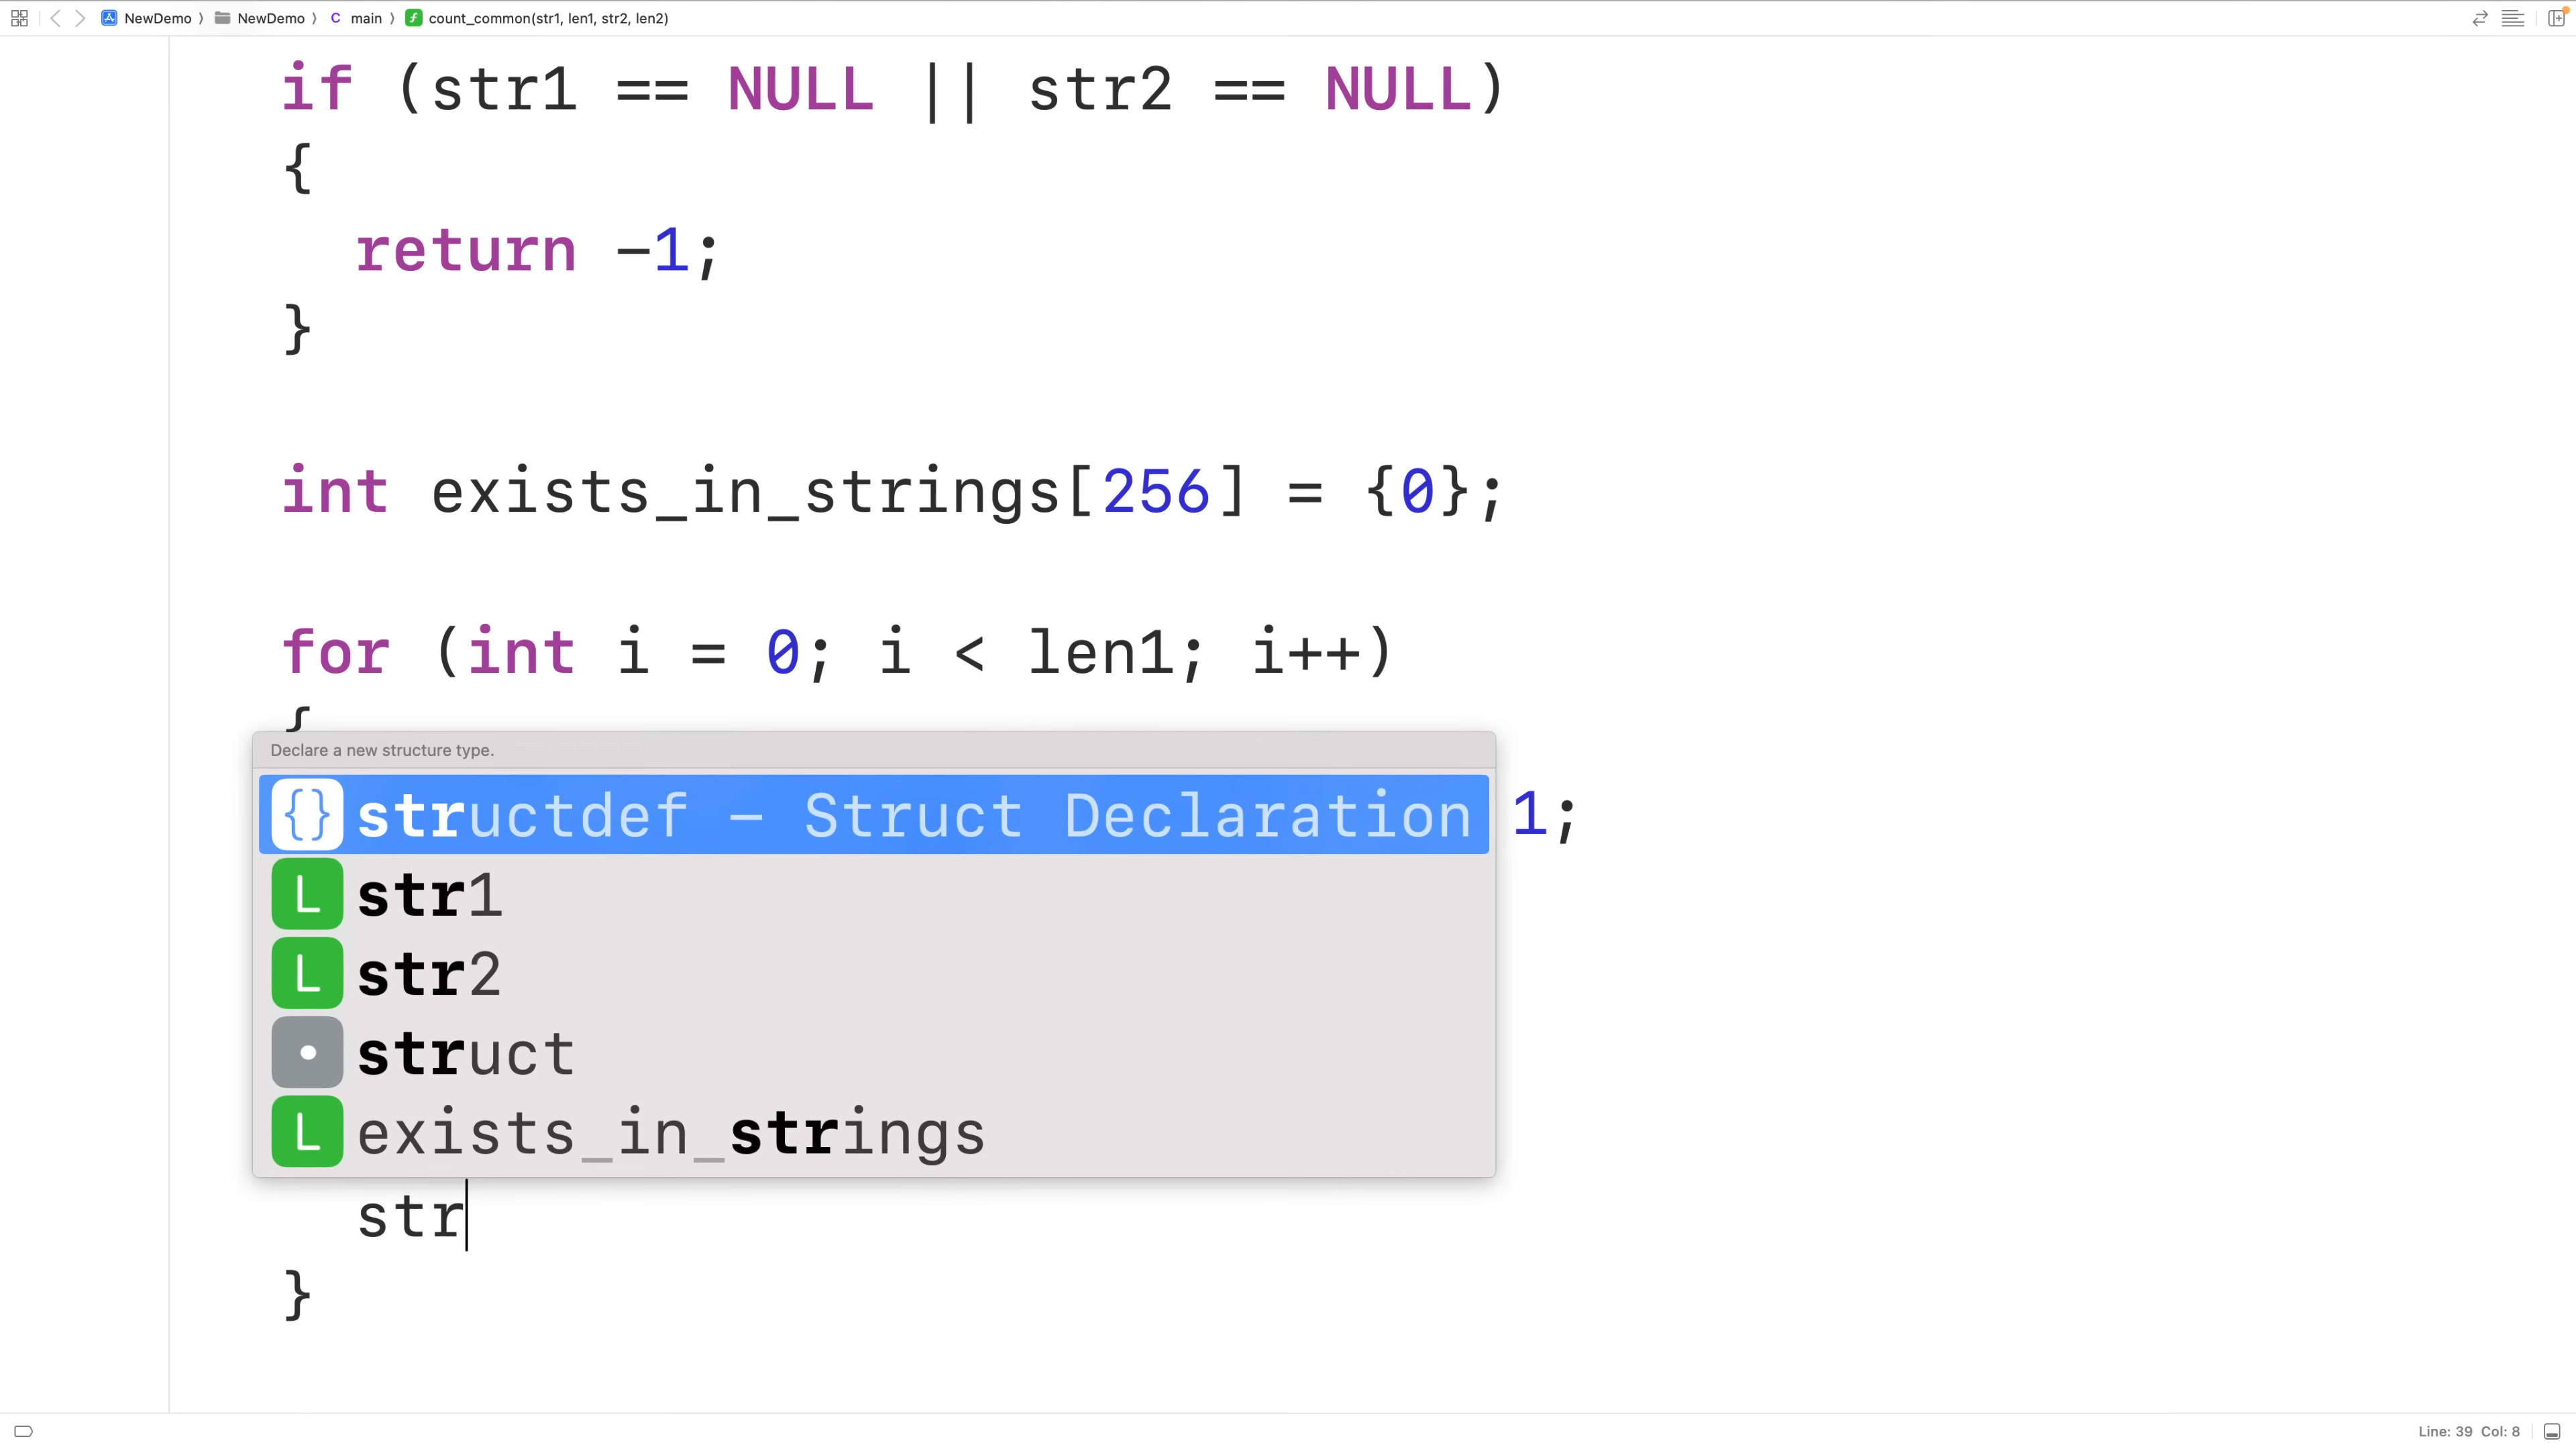 NewDemo ⟩ NewDemo ⟩ C main ⟩ f count_common(str1, len1, str2, len2)
if (str1 == NULL || str2 == NULL)
{
return -1;
}
int exists_in_strings[256] = {0};
for (int i = 0; i < len1; i++)
{
Declare a new structure type.
{} structdef – Struct Declaration 1;
L str1
L str2
struct
L exists_in_strings
str
}
Line: 39 Col: 8